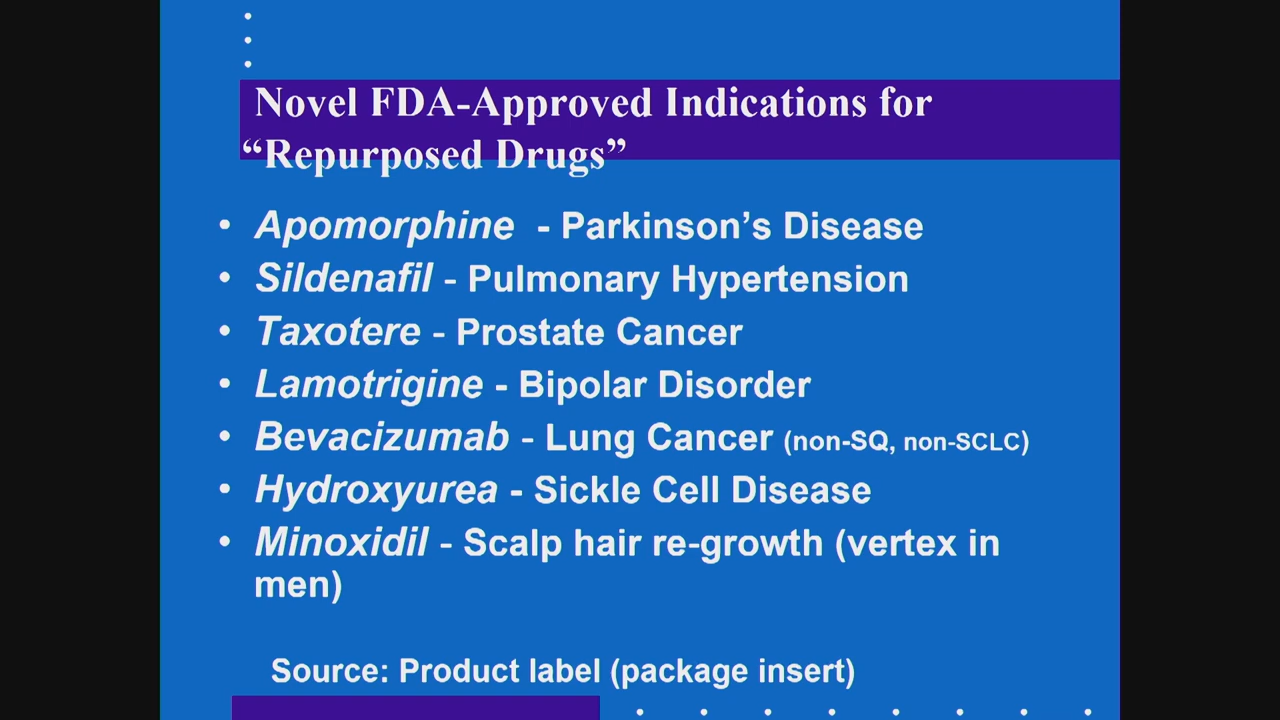 Novel FDA-Approved Indications for
“Repurposed Drugs”
• Apomorphine - Parkinson’s Disease
• Sildenafil - Pulmonary Hypertension
• Taxotere - Prostate Cancer
• Lamotrigine - Bipolar Disorder
• Bevacizumab - Lung Cancer (non-SQ, non-SCLC)
• Hydroxyurea - Sickle Cell Disease
• Minoxidil - Scalp hair re-growth (vertex in
men)
Source: Product label (package insert)